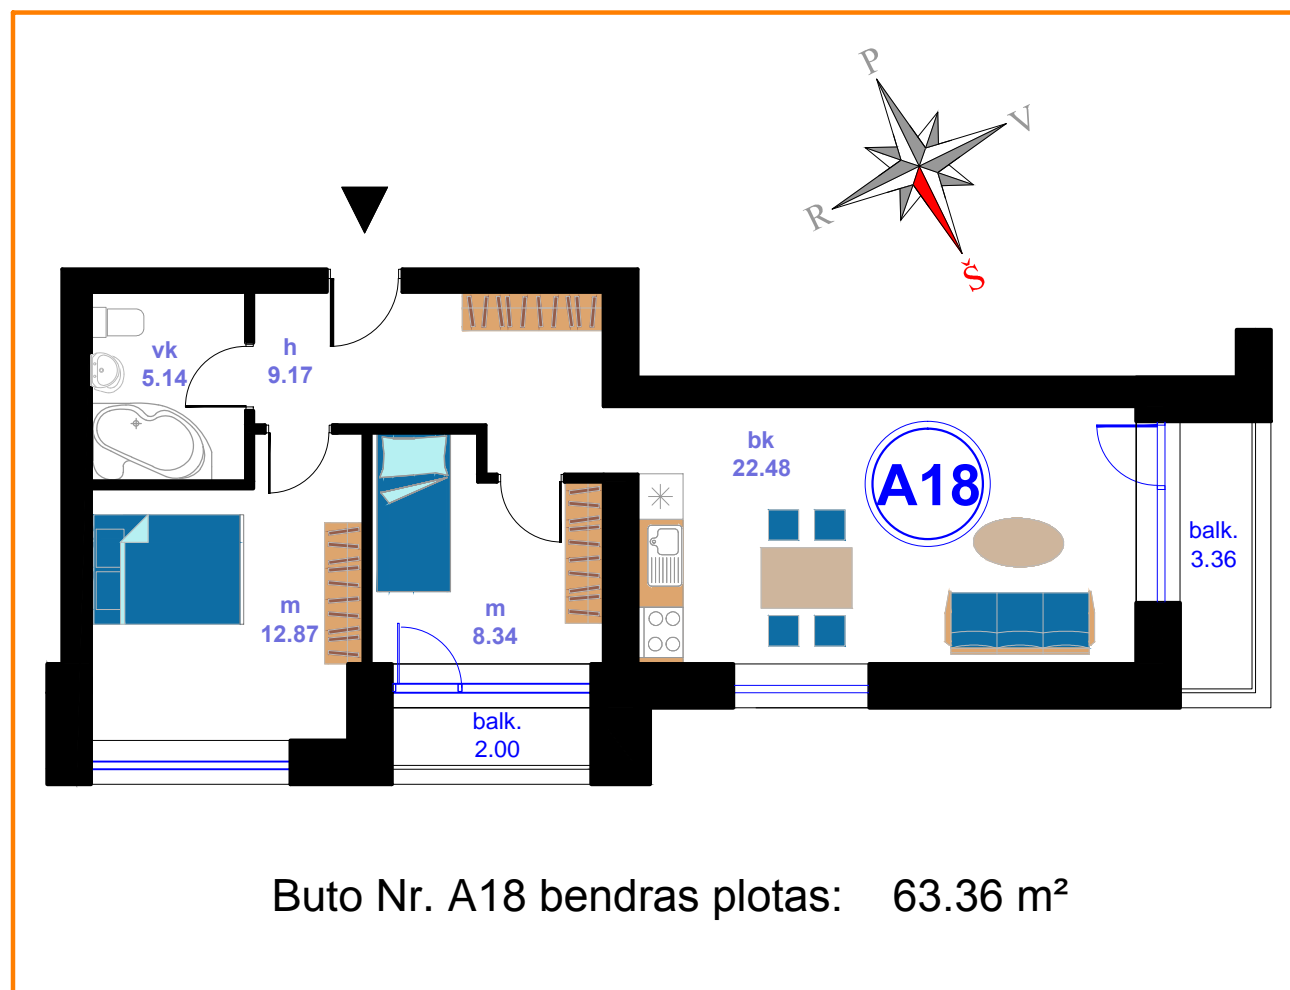 P
V
R
Š
vk
5.14
h
9.17
bk
22.48
A18
balk.
3.36
m
12.87
m
8.34
balk.
2.00
Buto Nr. A18 bendras plotas: 63.36 m²